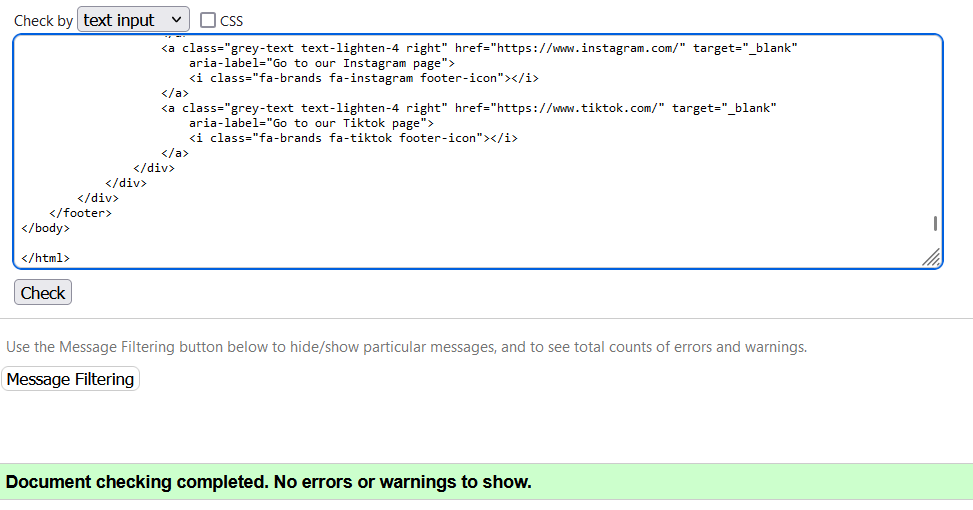 Check by text input CSS
<a class="grey-text text-lighten-4 right" href="https://www.instagram.com/" target="_blank"
aria-label="Go to our Instagram page">
<i class="fa-brands fa-instagram footer-icon"></i>
</a>
<a class="grey-text text-lighten-4 right" href="https://www.tiktok.com/" target="_blank"
aria-label="Go to our Tiktok page">
<i class="fa-brands fa-tiktok footer-icon"></i>
</a>
</div>
</div>
</div>
</footer>
</body>
</html>
Check
Use the Message Filtering button below to hide/show particular messages, and to see total counts of errors and warnings.
Message Filtering
Document checking completed. No errors or warnings to show.